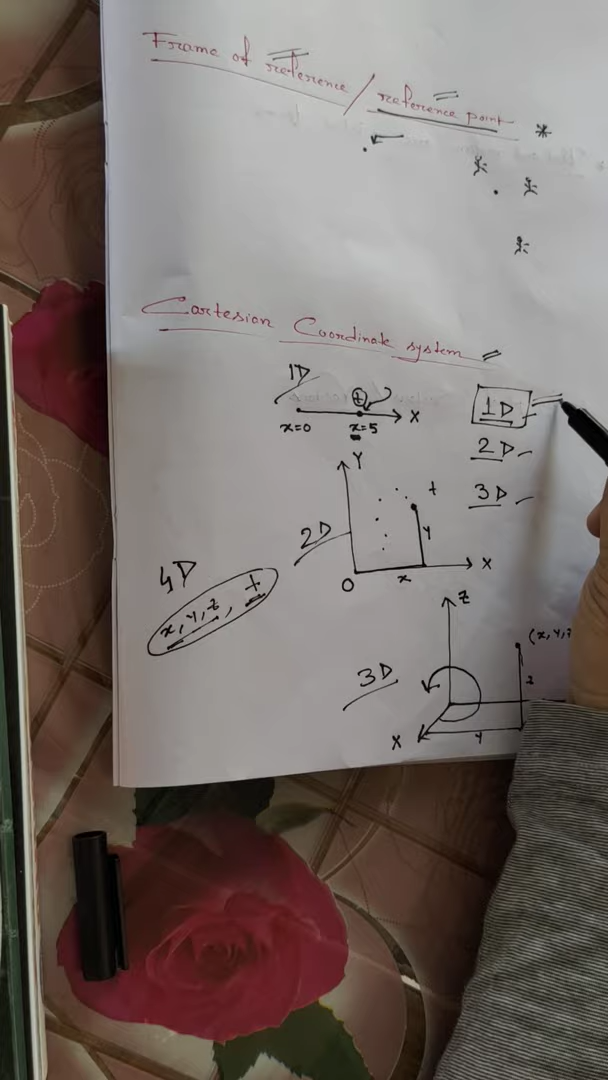 Frame of reference/reference point
*
Cartesian Coordinate system
1D
t
x=0 x=5 X
1D
2D
3D
Y
2D
t
y
O x X
4D
x, y, z, t
Z
(x, y, z
3D
z
X y